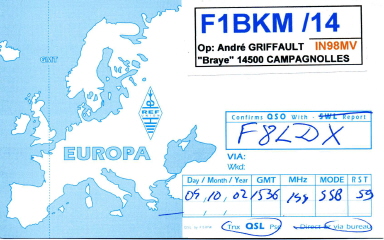 F1BKM /14
Op: André GRIFFAULT IN98MV
"Braye" 14500 CAMPAGNOLLES
GMT
REF
EUROPA
Confirms QSO With - SWL Report
F8LDX
VIA:
Wkd:
Day / Month / Year GMT MHz MODE RST
09, 10, 02 1536 144 SSB 59
Tnx QSL Pse Direct or via bureau